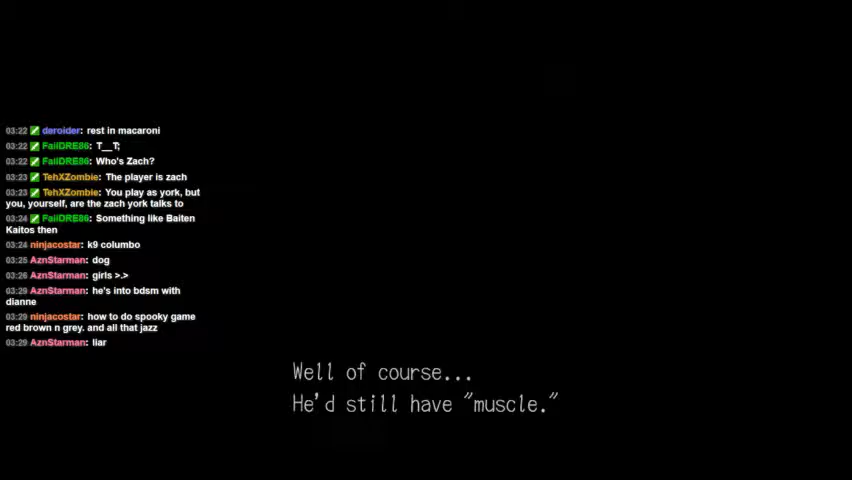 03:22 deroider: rest in macaroni
03:22 FailDRE86: T__T;
03:22 FailDRE86: Who's Zach?
03:23 TehXZombie: The player is zach
03:23 TehXZombie: You play as york, but
you, yourself, are the zach york talks to
03:24 FailDRE86: Something like Baiten
Kaitos then
03:24 ninjacostar: k9 columbo
03:25 AznStarman: dog
03:26 AznStarman: girls >.>
03:29 AznStarman: he's into bdsm with
dianne
03:29 ninjacostar: how to do spooky game
red brown n grey. and all that jazz
03:29 AznStarman: liar
Well of course...
He'd still have "muscle."